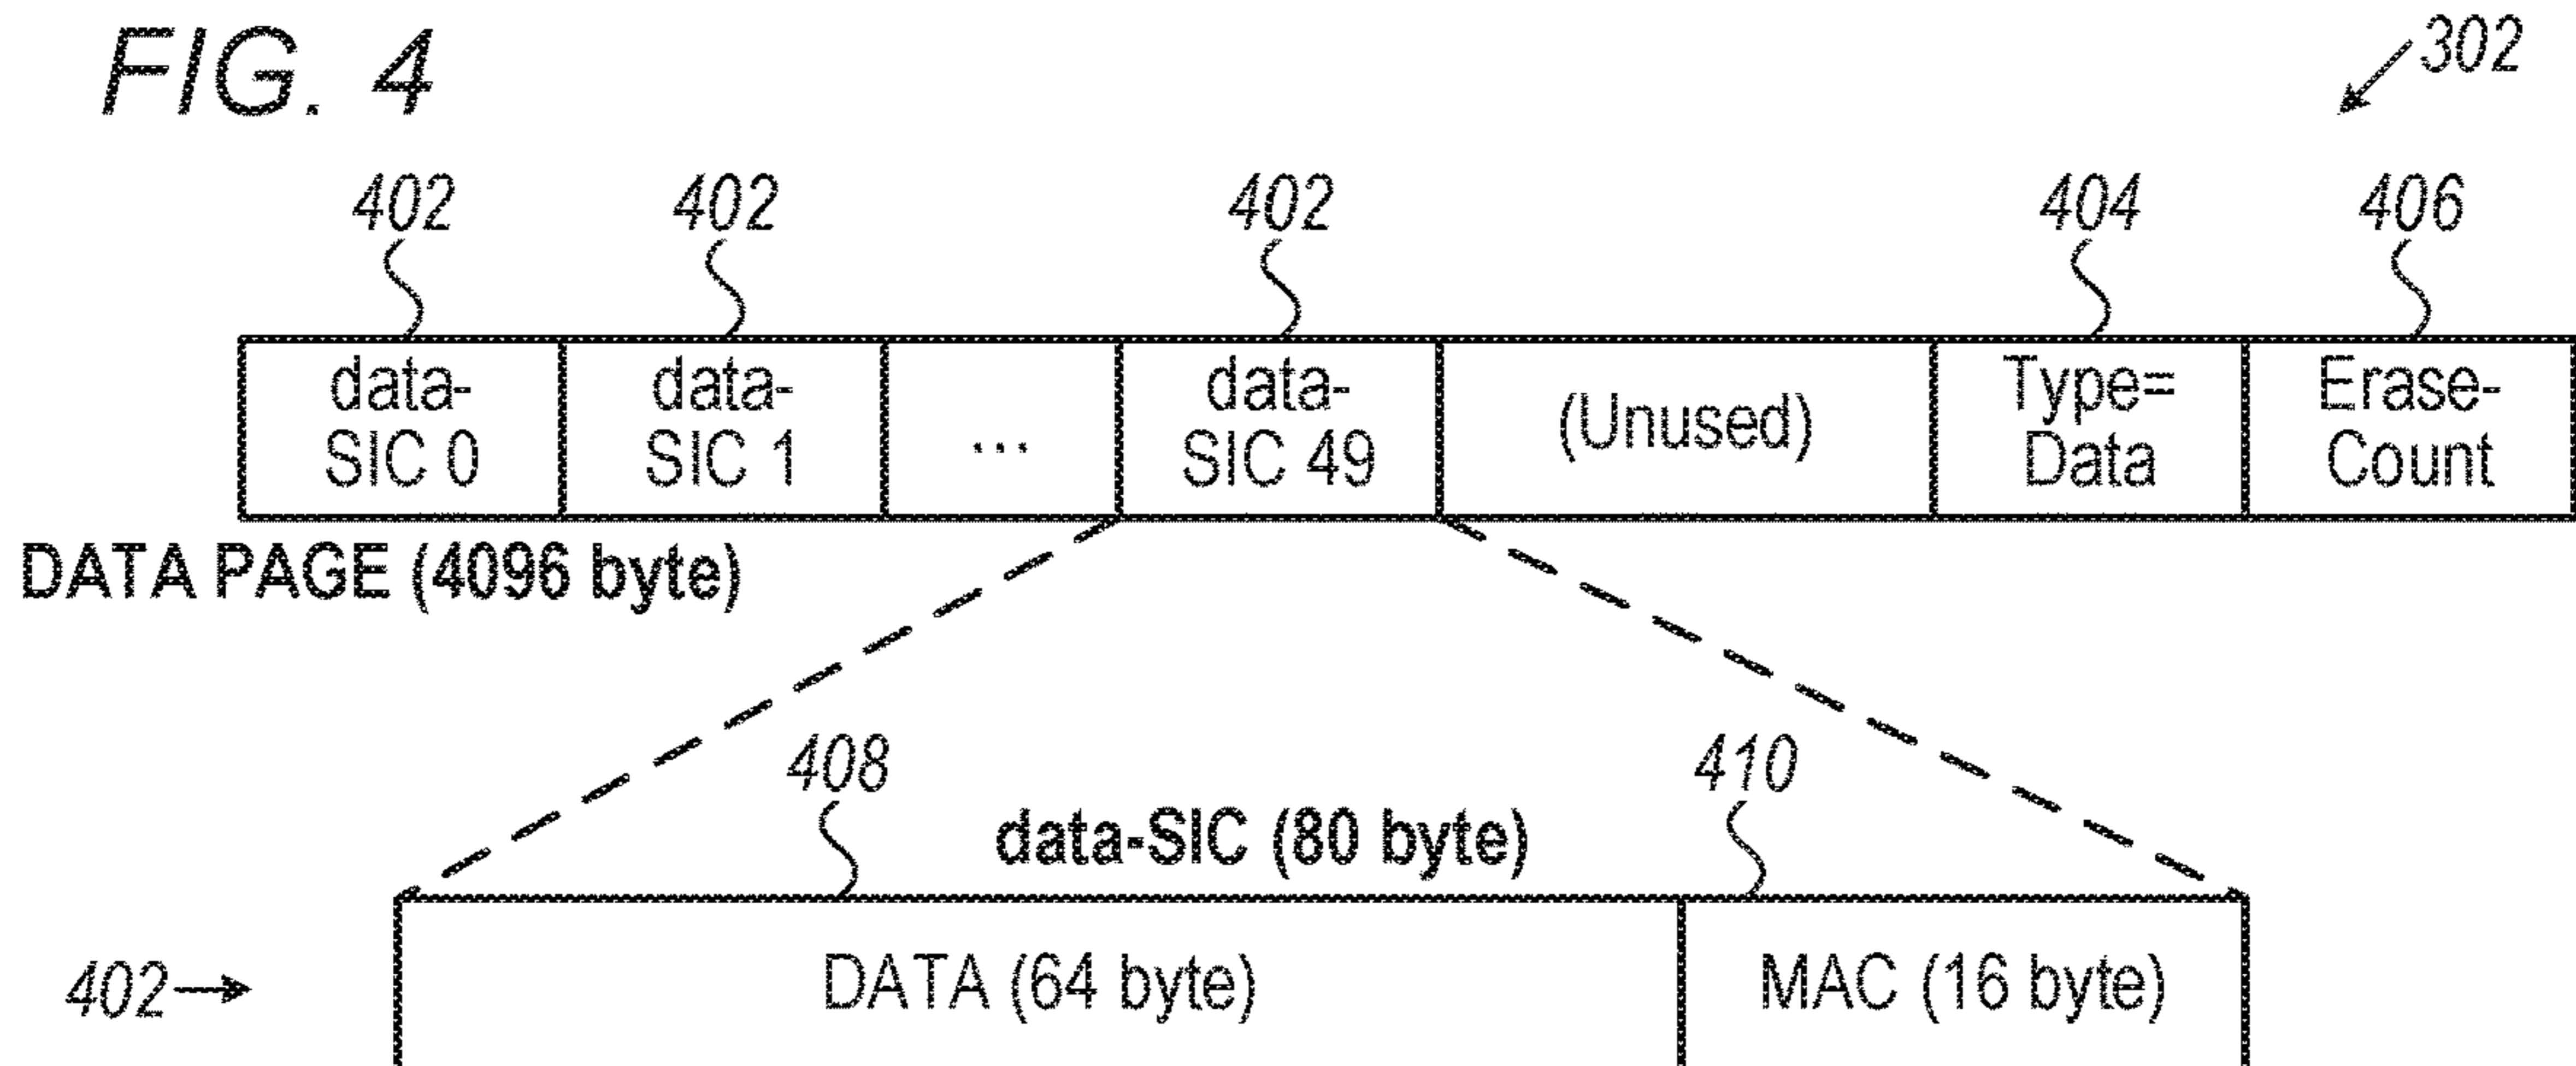 FIG. 4
302
402 402 402 404 406
data-SIC 0 data-SIC 1 ... data-SIC 49 (Unused) Type=Data Erase-Count
DATA PAGE (4096 byte)
408 410
data-SIC (80 byte)
402
DATA (64 byte) MAC (16 byte)